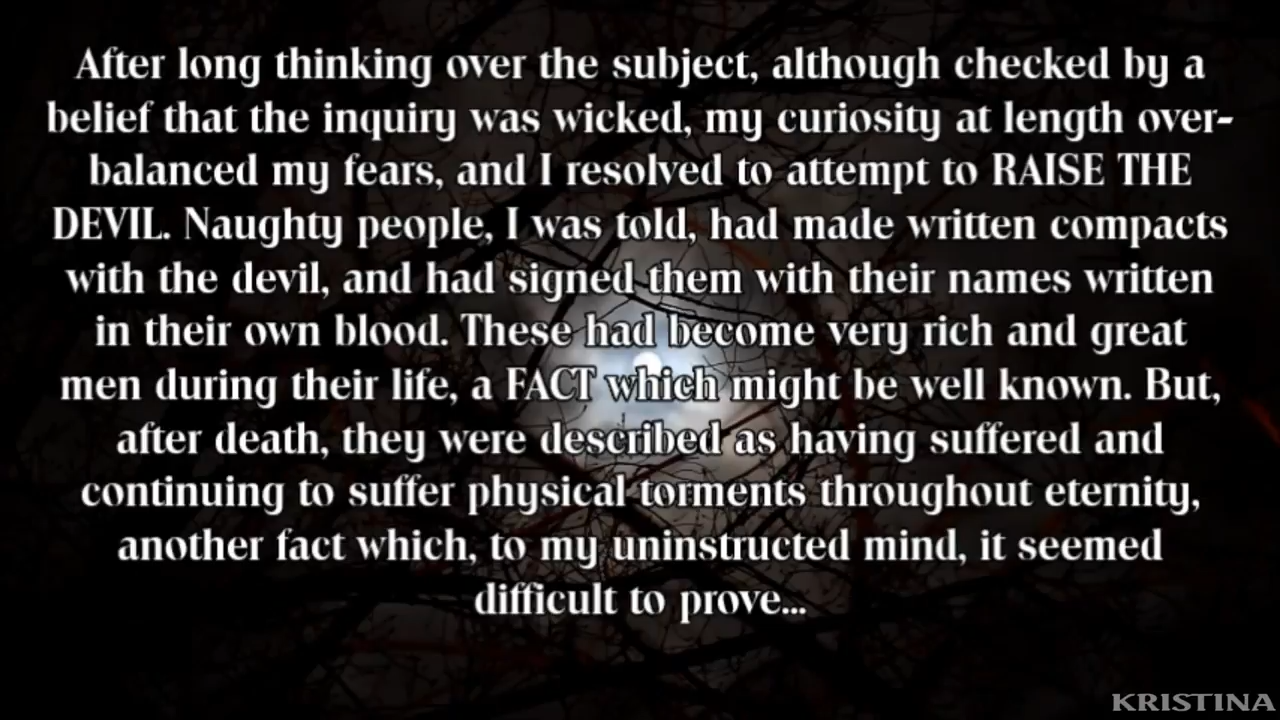 After long thinking over the subject, although checked by a
belief that the inquiry was wicked, my curiosity at length over-
balanced my fears, and I resolved to attempt to RAISE THE
DEVIL. Naughty people, I was told, had made written compacts
with the devil, and had signed them with their names written
in their own blood. These had become very rich and great
men during their life, a FACT which might be well known. But,
after death, they were described as having suffered and
continuing to suffer physical torments throughout eternity,
another fact which, to my uninstructed mind, it seemed
difficult to prove...
KRISTINA